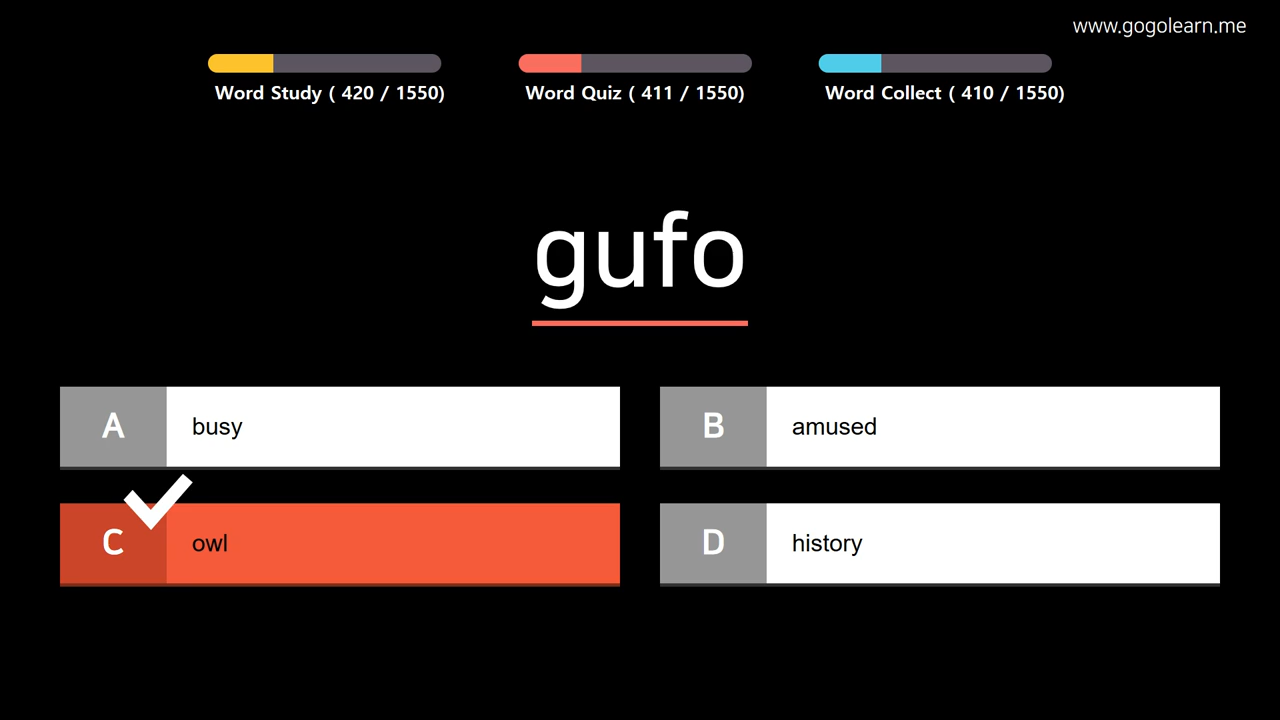 www.gogolearn.me
Word Study ( 420 / 1550)
Word Quiz ( 411 / 1550)
Word Collect ( 410 / 1550)
gufo
A busy
B amused
C owl
D history